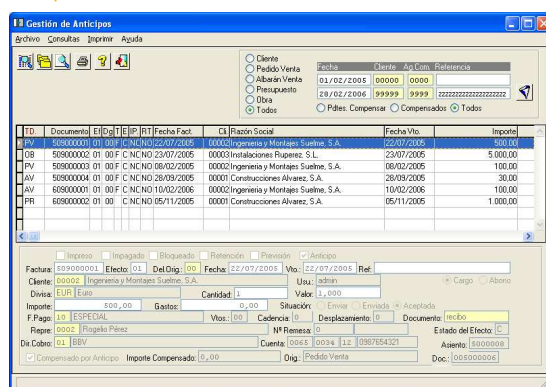 Gestión de Anticipos
Archivo Consultas Imprimir Ayuda
Cliente
Pedido Venta
Albarán Venta
Presupuesto
Obra
Todos
Fecha Cliente Ag.Com. Referencia
01/02/2005 00000 0000
28/02/2006 99999 9999 zzzzzzzzzzzzzzzzzzzz
Pdtes. Compensar Compensados Todos
TD. Documento Ef Dg T E IP. RT Fecha Fact. Cli. Razón Social Fecha Vto. Importe
PV 509000001 01 00 F C NC NO 22/07/2005 00002 Ingenieria y Montajes Suelme, S.A. 22/07/2005 500,00
OB 509000002 01 00 F C NC NO 23/07/2005 00003 Instalaciones Ruperez, S.L. 23/07/2005 5.000,00
PV 509000003 01 00 F C NC NO 08/02/2005 00002 Ingenieria y Montajes Suelme, S.A. 08/02/2005 100,00
AV 509000004 01 00 F C NC NO 28/09/2005 00001 Construcciones Alvarez, S.A. 28/09/2005 30,00
AV 609000001 01 00 F C NC NO 10/02/2006 00002 Ingenieria y Montajes Suelme, S.A. 10/02/2006 100,00
PR 609000002 01 00 F C NC NO 05/11/2005 00001 Construcciones Alvarez, S.A. 05/11/2005 1.000,00
Impreso Impagado Bloqueado Retención Previsión Anticipo
Factura: 509000001 Efecto: 01 Del.Orig.: 00 Fecha: 22/07/2005 Vto.: 22/07/2005 Ref:
Cliente: 00002 Ingenieria y Montajes Suelme, S.A. Usu.: admin Cargo Abono
Divisa: EUR Euro Cantidad: 1 Valor: 1,000
Importe: 500,00 Gastos: 0,00 Situación: Enviar Enviada Aceptada
F.Pago: 10 ESPECIAL Vtos.: 00 Cadencia: 0 Desplazamiento: 0 Documento: recibo
Repre: 0002 Rogelio Pérez Nº Remesa: 0 Estado del Efecto: C
Dir.Cobro: 01 BBV Cuenta: 0065 0034 12 0987654321 Asiento: 5000008
Compensado por Anticipo Importe Compensado: 0,00 Orig.: Pedido Venta Doc.: 005000006